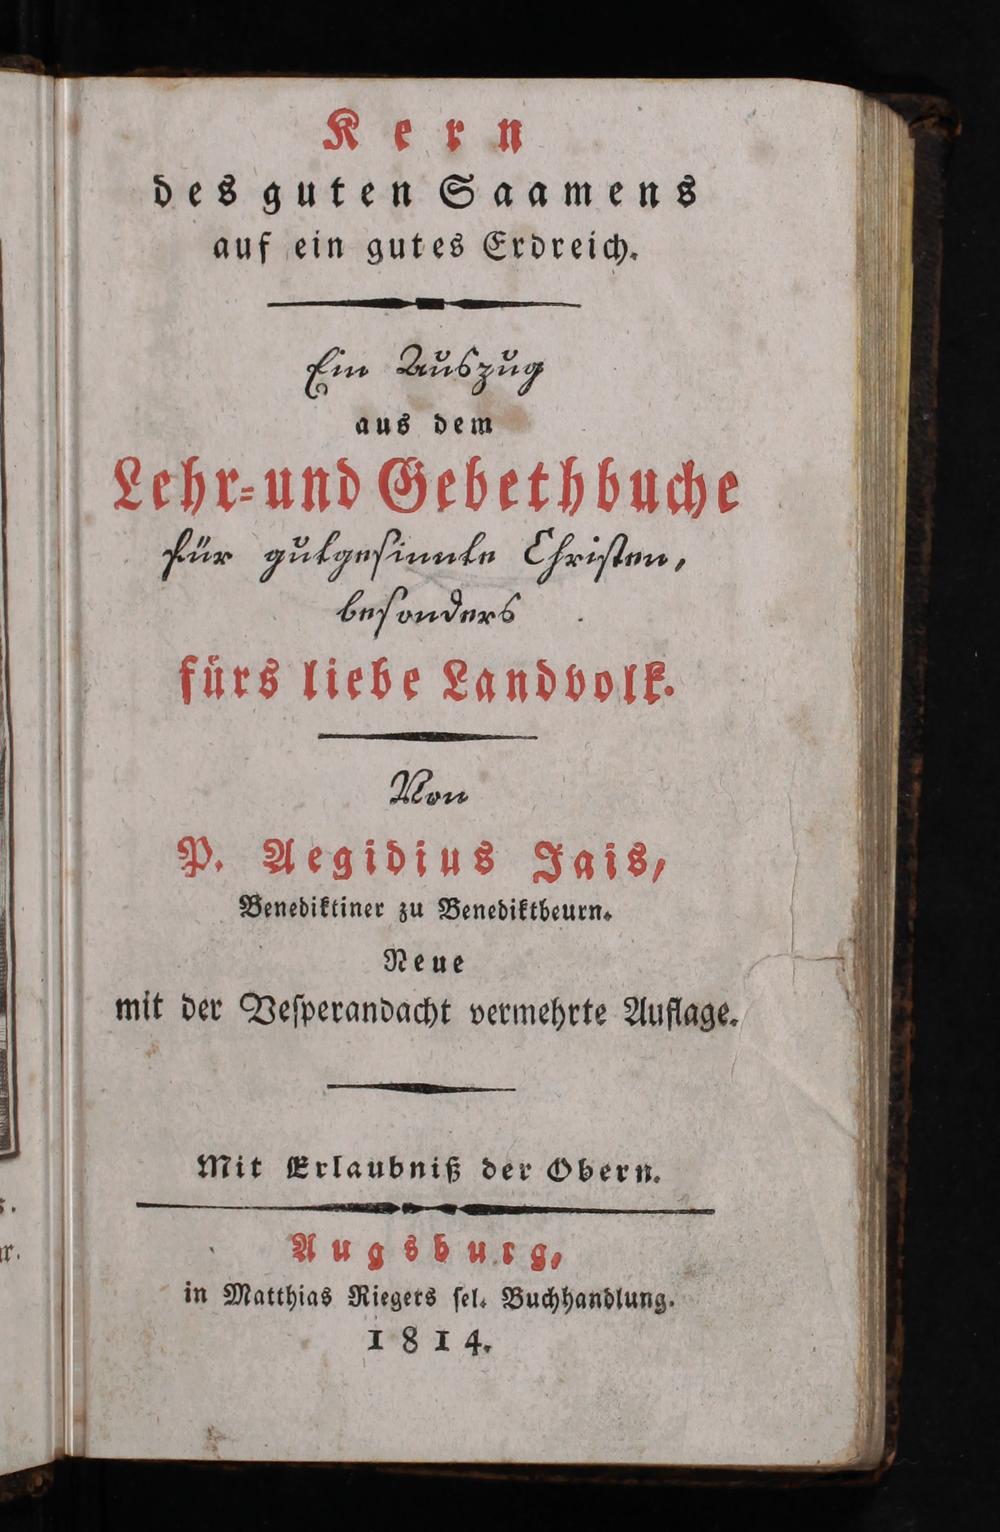 Kern
des guten Saamens
auf ein gutes Erdreich.
Ein Auszug
aus dem
Lehr= und Gebethbuche
für gutgesinnte Christen,
besonders
fürs liebe Landvolk.
Von
P. Aegidius Jais,
Benediktiner zu Benediktbeurn.
Neue
mit der Vesperandacht vermehrte Auflage.
Mit Erlaubniß der Obern.
Augsburg,
in Matthias Riegers sel. Buchhandlung.
1814.